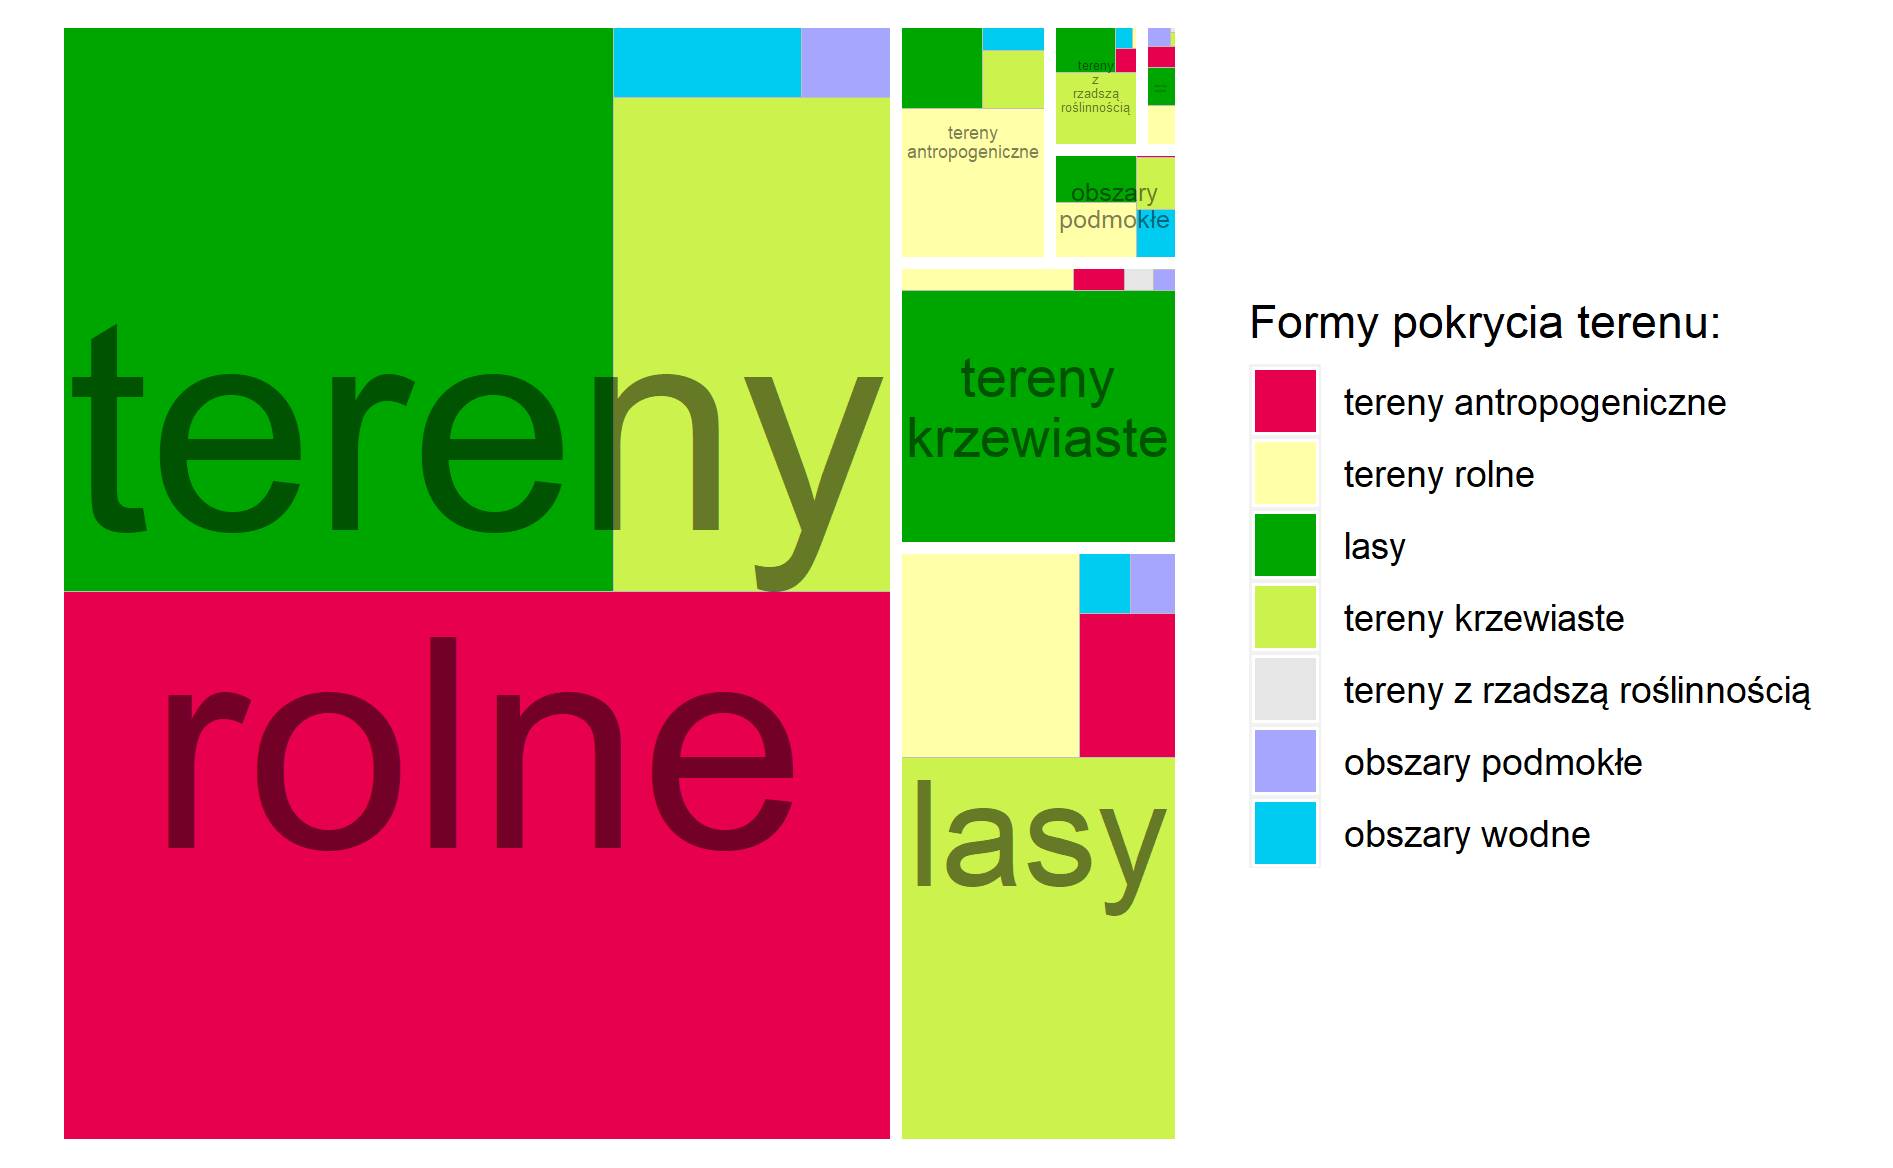 tereny
rolne
tereny
antropogeniczne
tereny
z
rzadszą
roślinnością
obszary
podmokłe
tereny
krzewiaste
lasy
Formy pokrycia terenu:
tereny antropogeniczne
tereny rolne
lasy
tereny krzewiaste
tereny z rzadszą roślinnością
obszary podmokłe
obszary wodne